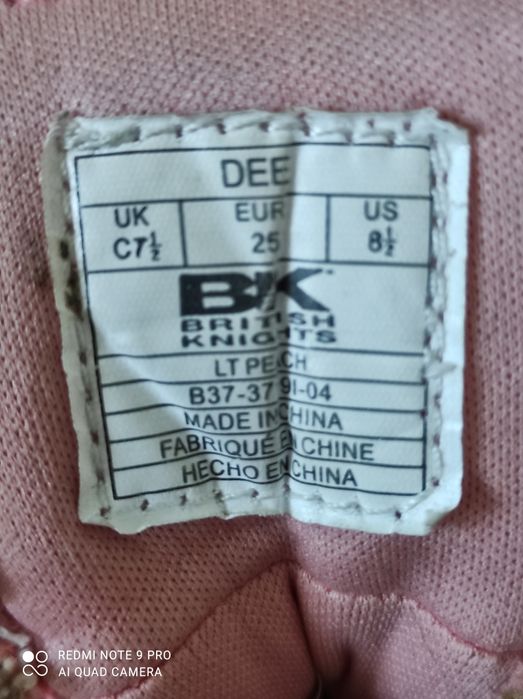 DEE
UK EUR US
C7½ 25 8½
BK
BRITISH
KNIGHTS
LT PEACH
B37-3791-04
MADE IN CHINA
FABRIQUÉ EN CHINE
HECHO EN CHINA
REDMI NOTE 9 PRO
AI QUAD CAMERA